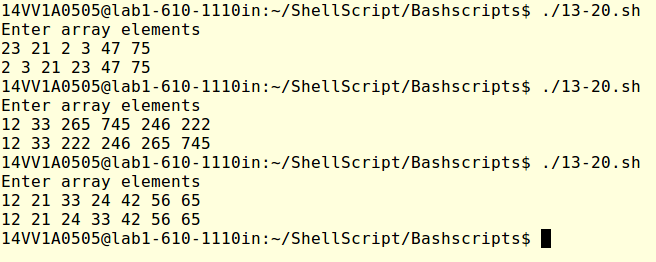 14VV1A0505@lab1-610-1110in:~/ShellScript/Bashscripts$ ./13-20.sh
Enter array elements
23 21 2 3 47 75
2 3 21 23 47 75
14VV1A0505@lab1-610-1110in:~/ShellScript/Bashscripts$ ./13-20.sh
Enter array elements
12 33 265 745 246 222
12 33 222 246 265 745
14VV1A0505@lab1-610-1110in:~/ShellScript/Bashscripts$ ./13-20.sh
Enter array elements
12 21 33 24 42 56 65
12 21 24 33 42 56 65
14VV1A0505@lab1-610-1110in:~/ShellScript/Bashscripts$